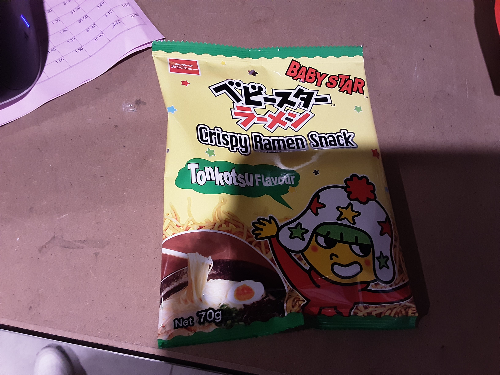 BABY STAR
ベビースター
ラーメン
Crispy Ramen Snack
Tonkotsu Flavour
Net 70g